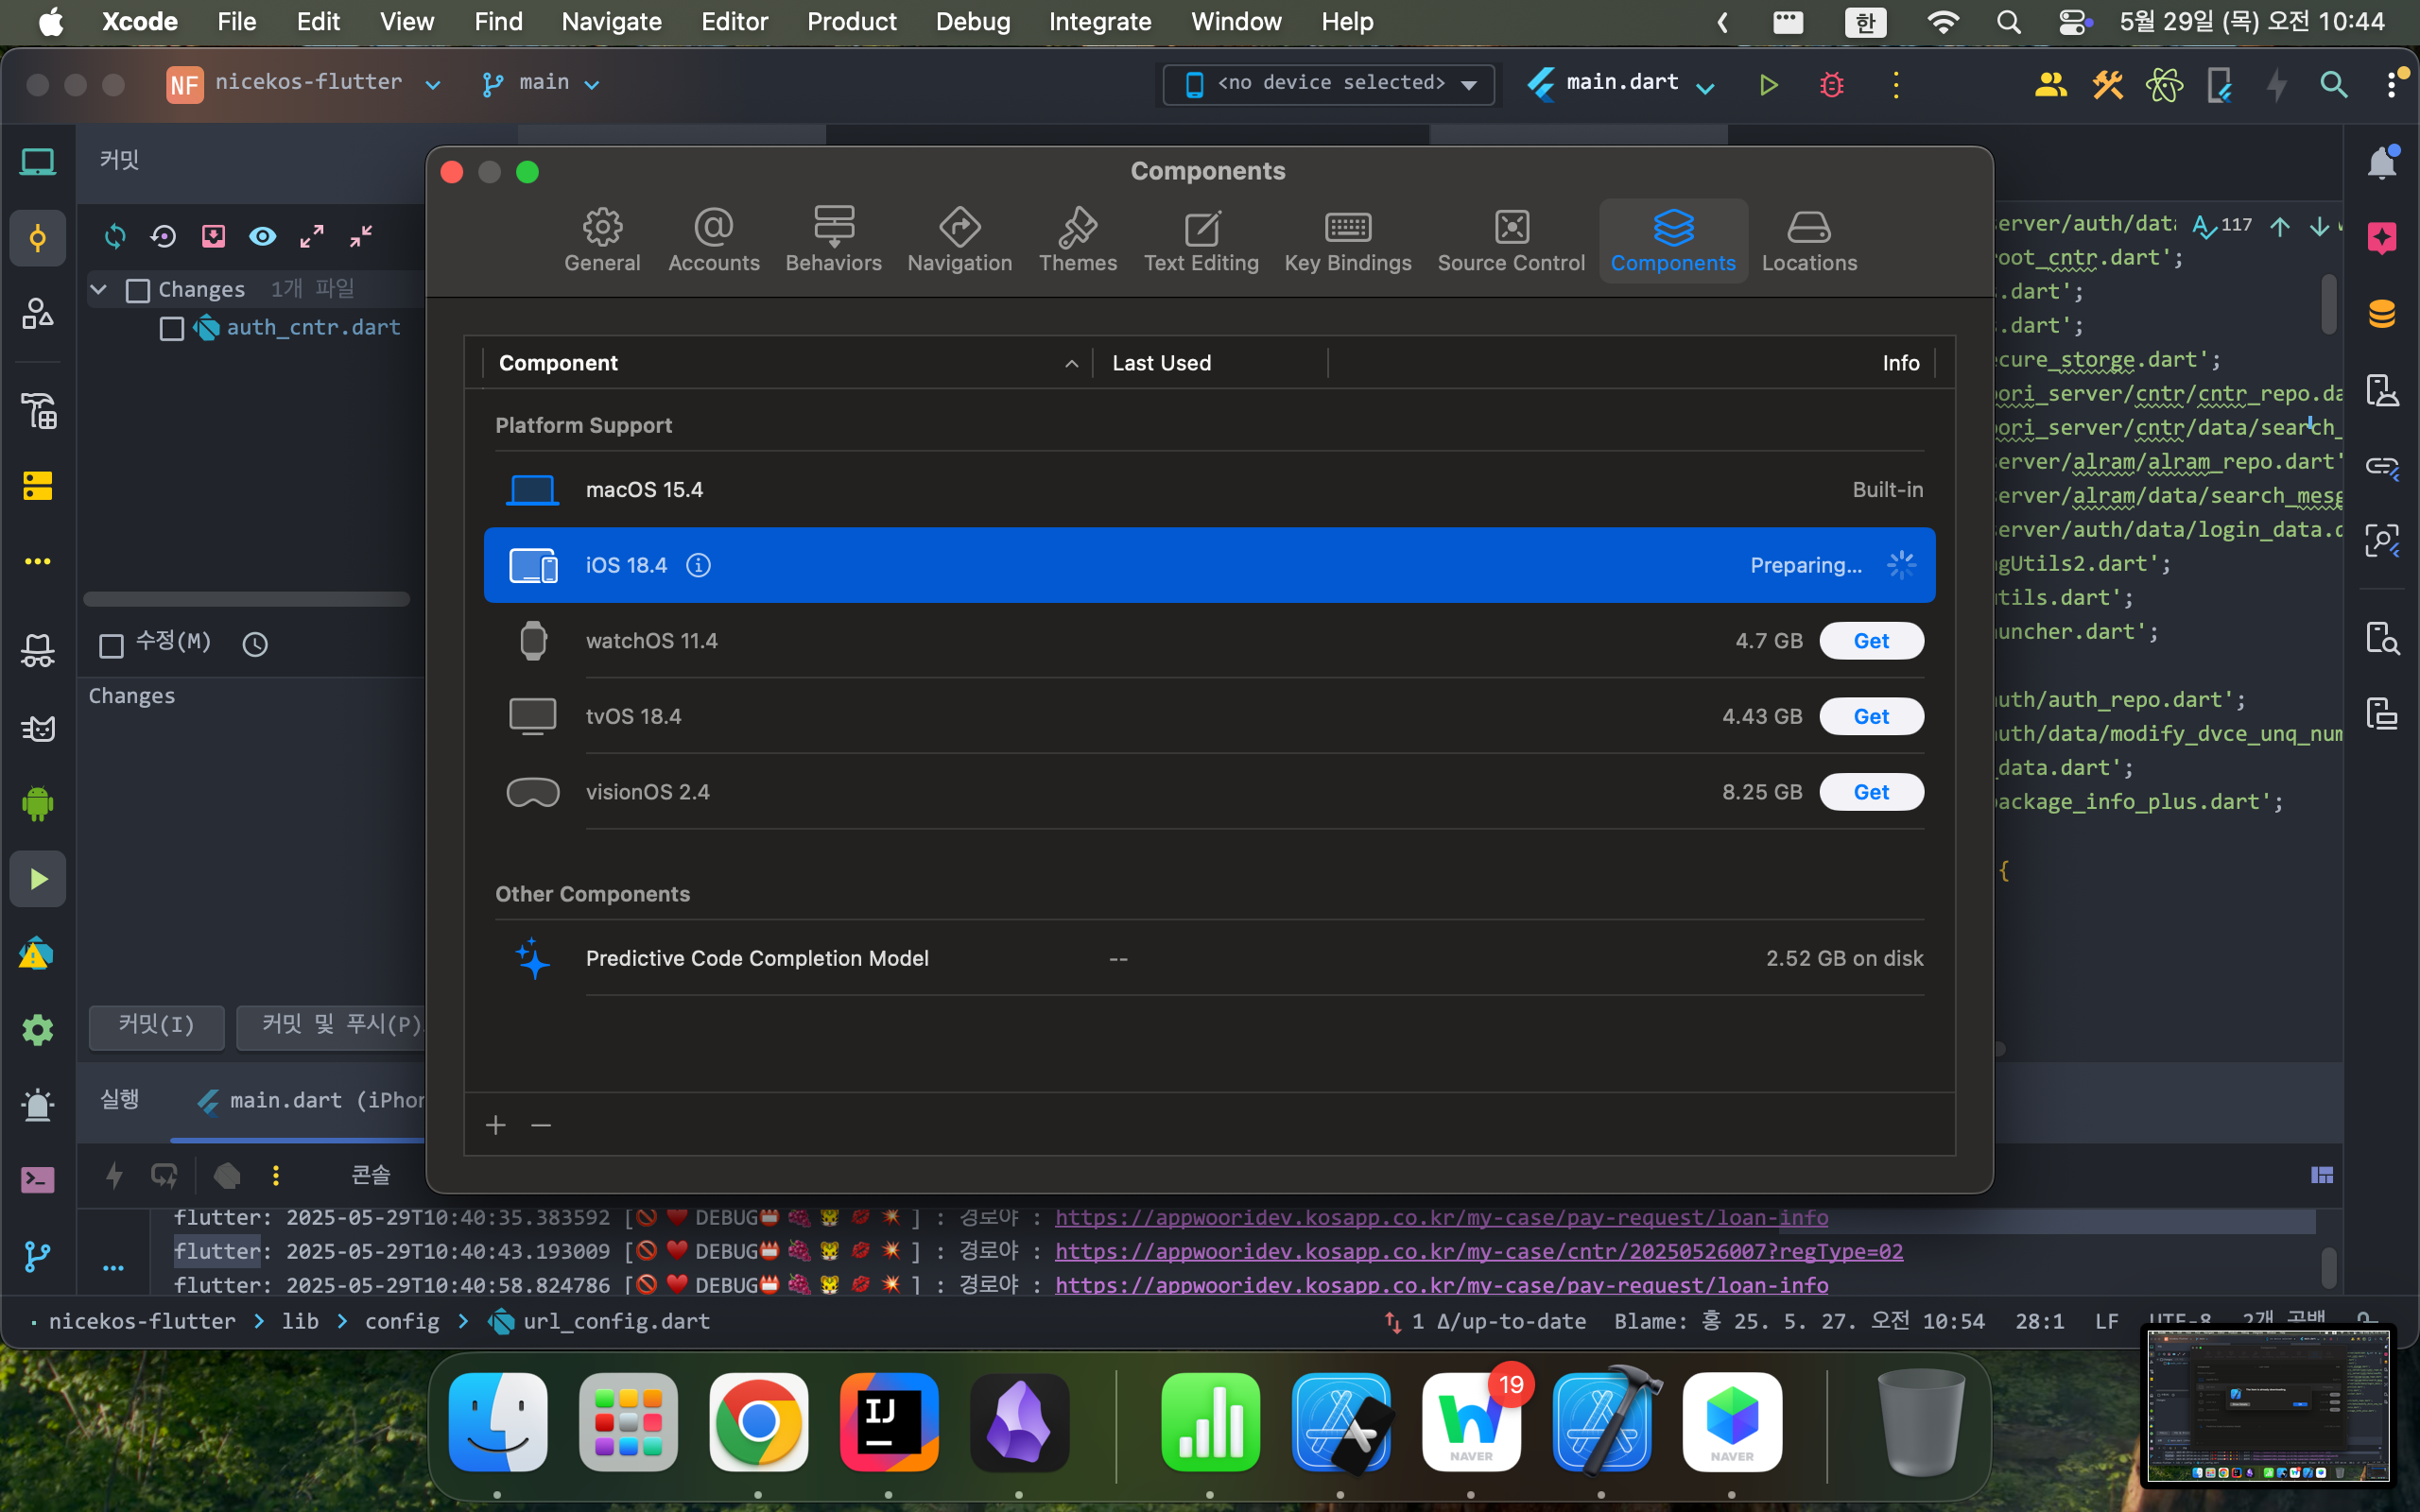 Xcode File Edit View Find Navigate Editor Product Debug Integrate Window Help 한 5월 29일 (목) 오전 10:44
NF nicekos-flutter main <no device selected> main.dart
커밋
Components
General Accounts Behaviors Navigation Themes Text Editing Key Bindings Source Control Components Locations
Changes 1개 파일
auth_cntr.dart
수정(M)
Changes
커밋(I) 커밋 및 푸시(P)
Component Last Used Info
Platform Support
macOS 15.4 Built-in
iOS 18.4 Preparing...
watchOS 11.4 4.7 GB Get
tvOS 18.4 4.43 GB Get
visionOS 2.4 8.25 GB Get
Other Components
Predictive Code Completion Model -- 2.52 GB on disk
erver/auth/data 117
oot_cntr.dart';
.dart';
.dart';
cure_storge.dart';
ori_server/cntr/cntr_repo.da
ori_server/cntr/data/search_
erver/alram/alram_repo.dart'
erver/alram/data/search_mesg
erver/auth/data/login_data.d
gUtils2.dart';
tils.dart';
uncher.dart';
uth/auth_repo.dart';
uth/data/modify_dvce_unq_num
_data.dart';
ackage_info_plus.dart';
{
실행 main.dart (iPhon
콘솔
flutter: 2025-05-29T10:40:35.383592 [🚫 ♥️ DEBUG📛 🍇 🐯 💋 💥 ] : 경로야 : https://appwooridev.kosapp.co.kr/my-case/pay-request/loan-info
flutter: 2025-05-29T10:40:43.193009 [🚫 ♥️ DEBUG📛 🍇 🐯 💋 💥 ] : 경로야 : https://appwooridev.kosapp.co.kr/my-case/cntr/20250526007?regType=02
flutter: 2025-05-29T10:40:58.824786 [🚫 ♥️ DEBUG📛 🍇 🐯 💋 💥 ] : 경로야 : https://appwooridev.kosapp.co.kr/my-case/pay-request/loan-info
nicekos-flutter > lib > config > url_config.dart 1 Δ/up-to-date Blame: 홍 25. 5. 27. 오전 10:54 28:1 LF UTF-8 2개 공백
IJ 19
NAVER NAVER